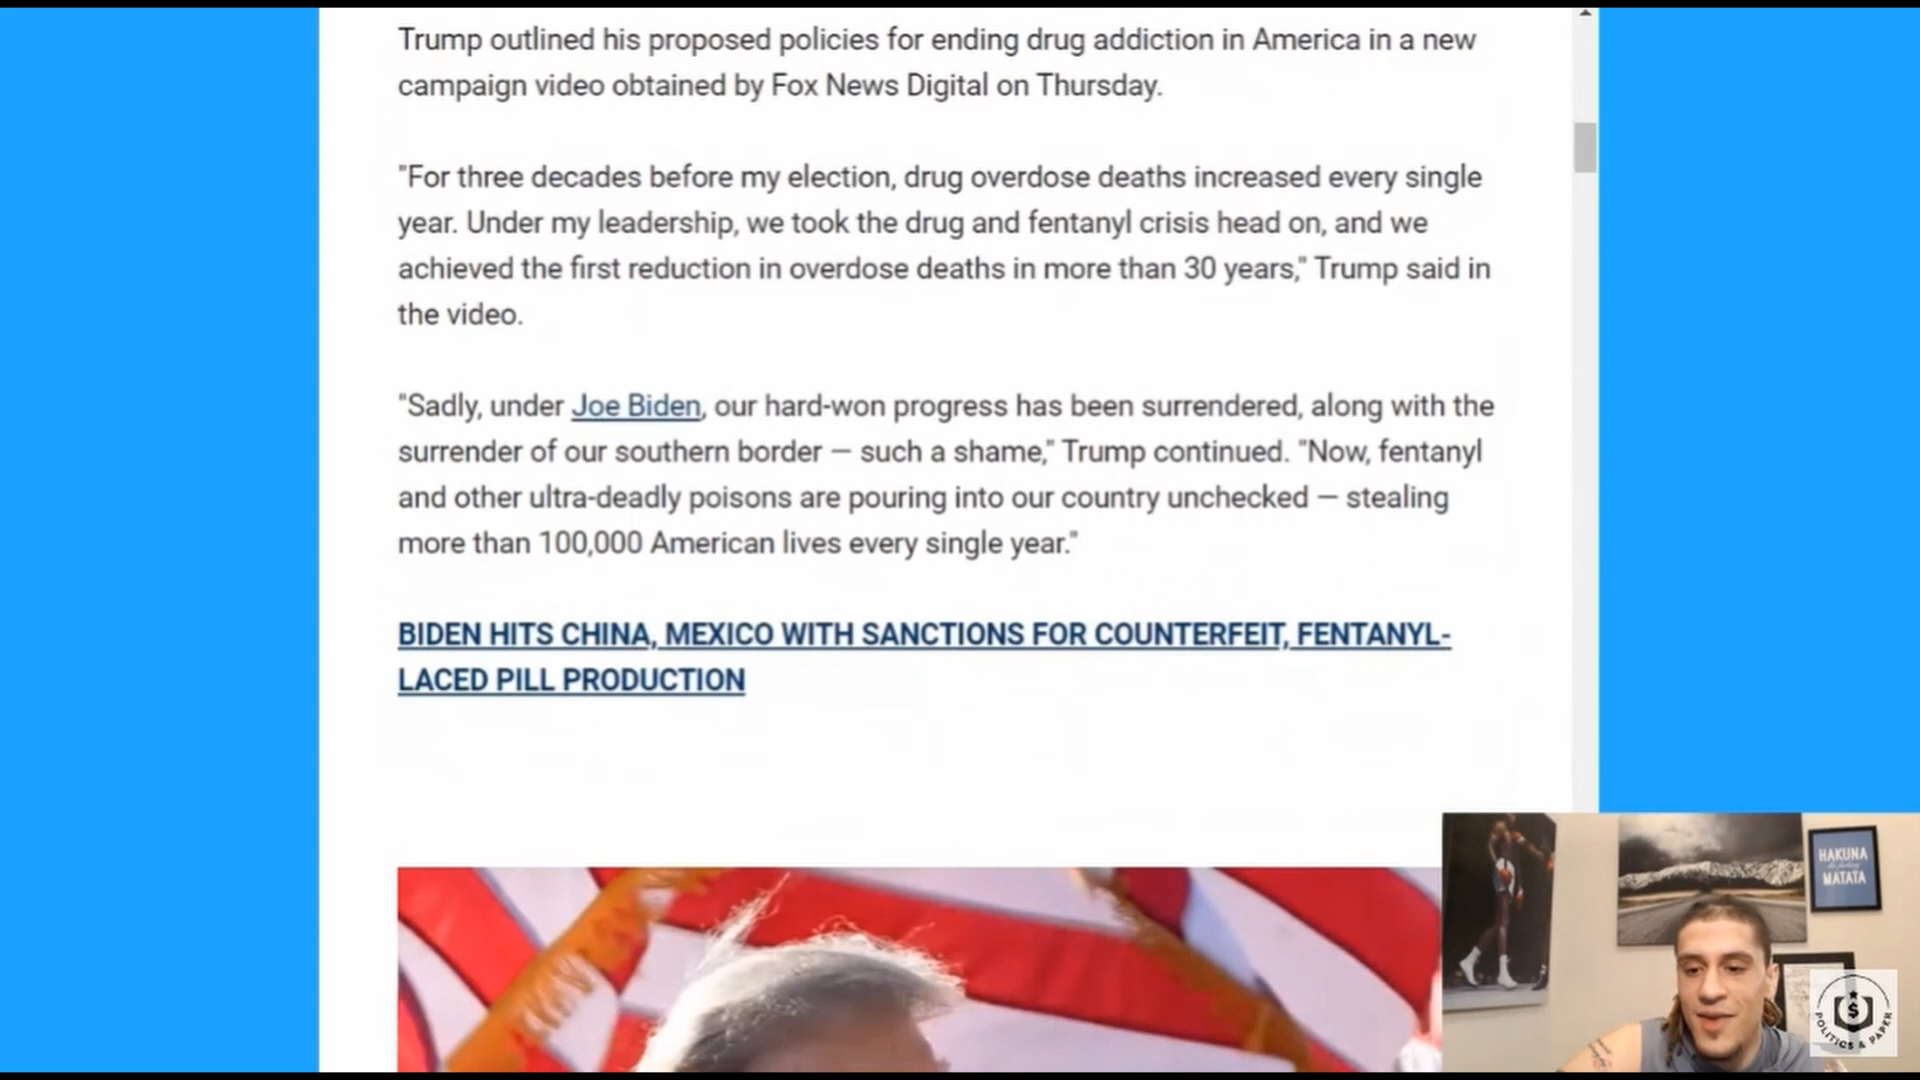 Trump outlined his proposed policies for ending drug addiction in America in a new
campaign video obtained by Fox News Digital on Thursday.
"For three decades before my election, drug overdose deaths increased every single
year. Under my leadership, we took the drug and fentanyl crisis head on, and we
achieved the first reduction in overdose deaths in more than 30 years," Trump said in
the video.
"Sadly, under Joe Biden, our hard-won progress has been surrendered, along with the
surrender of our southern border — such a shame," Trump continued. "Now, fentanyl
and other ultra-deadly poisons are pouring into our country unchecked — stealing
more than 100,000 American lives every single year."
BIDEN HITS CHINA, MEXICO WITH SANCTIONS FOR COUNTERFEIT, FENTANYL-
LACED PILL PRODUCTION
HAKUNA
MATATA
$
POLITICS & PAPER